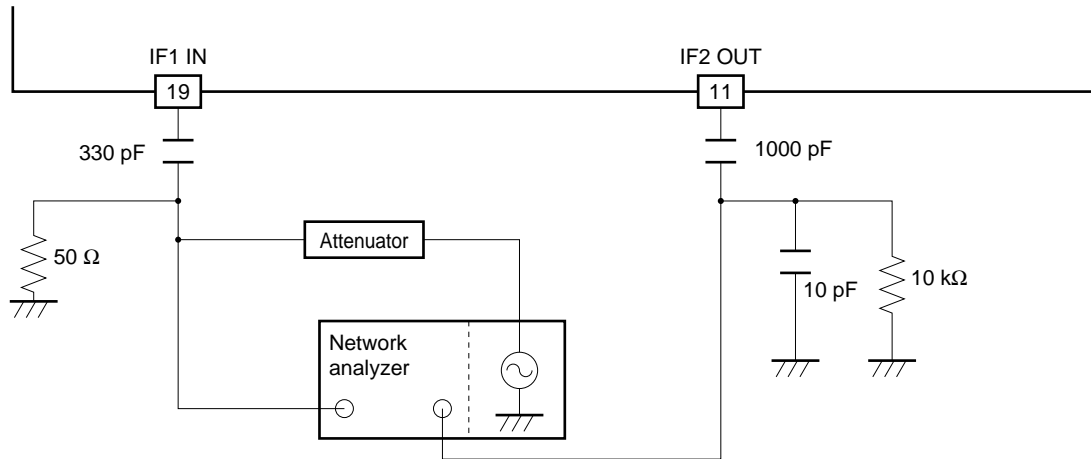 IF1 IN
IF2 OUT
19
11
330 pF
1000 pF
50 Ω
Attenuator
10 pF
10 kΩ
Network
analyzer